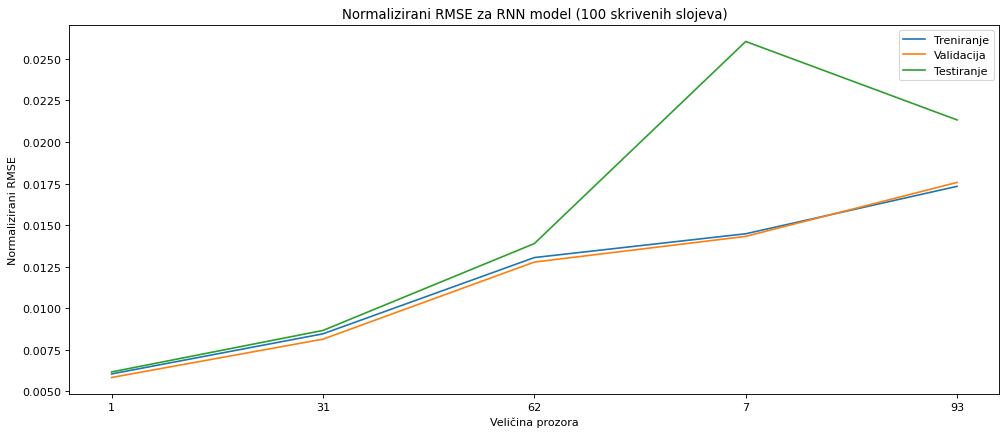 Normalizirani RMSE za RNN model (100 skrivenih slojeva)
Treniranje
Validacija
Testiranje
Normalizirani RMSE
0.0250
0.0225
0.0200
0.0175
0.0150
0.0125
0.0100
0.0075
0.0050
1 31 62 7 93
Veličina prozora